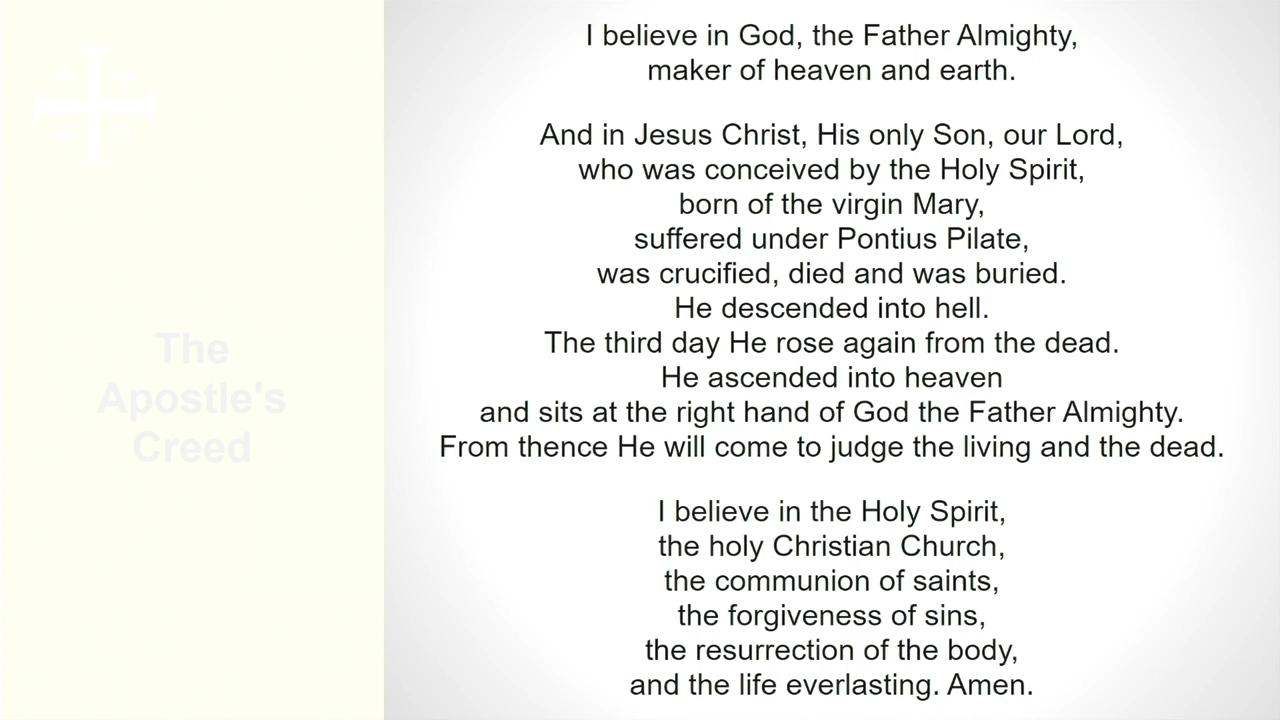 The
Apostle's
Creed
I believe in God, the Father Almighty,
maker of heaven and earth.
And in Jesus Christ, His only Son, our Lord,
who was conceived by the Holy Spirit,
born of the virgin Mary,
suffered under Pontius Pilate,
was crucified, died and was buried.
He descended into hell.
The third day He rose again from the dead.
He ascended into heaven
and sits at the right hand of God the Father Almighty.
From thence He will come to judge the living and the dead.
I believe in the Holy Spirit,
the holy Christian Church,
the communion of saints,
the forgiveness of sins,
the resurrection of the body,
and the life everlasting. Amen.